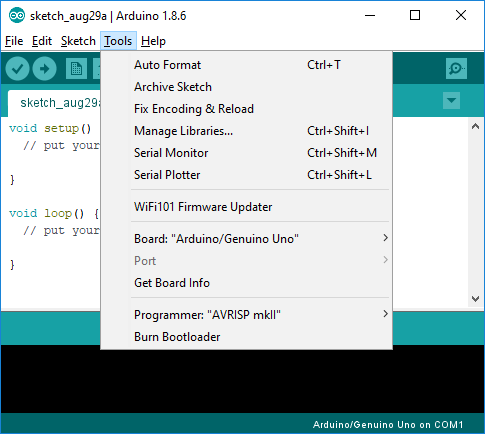 sketch_aug29a | Arduino 1.8.6
File Edit Sketch Tools Help
Auto Format Ctrl+T
Archive Sketch
Fix Encoding & Reload
Manage Libraries... Ctrl+Shift+I
Serial Monitor Ctrl+Shift+M
Serial Plotter Ctrl+Shift+L
WiFi101 Firmware Updater
Board: "Arduino/Genuino Uno"
Port
Get Board Info
Programmer: "AVRISP mkII"
Burn Bootloader
sketch_aug29a
void setup()
// put your
}
void loop() {
// put your
}
Arduino/Genuino Uno on COM1